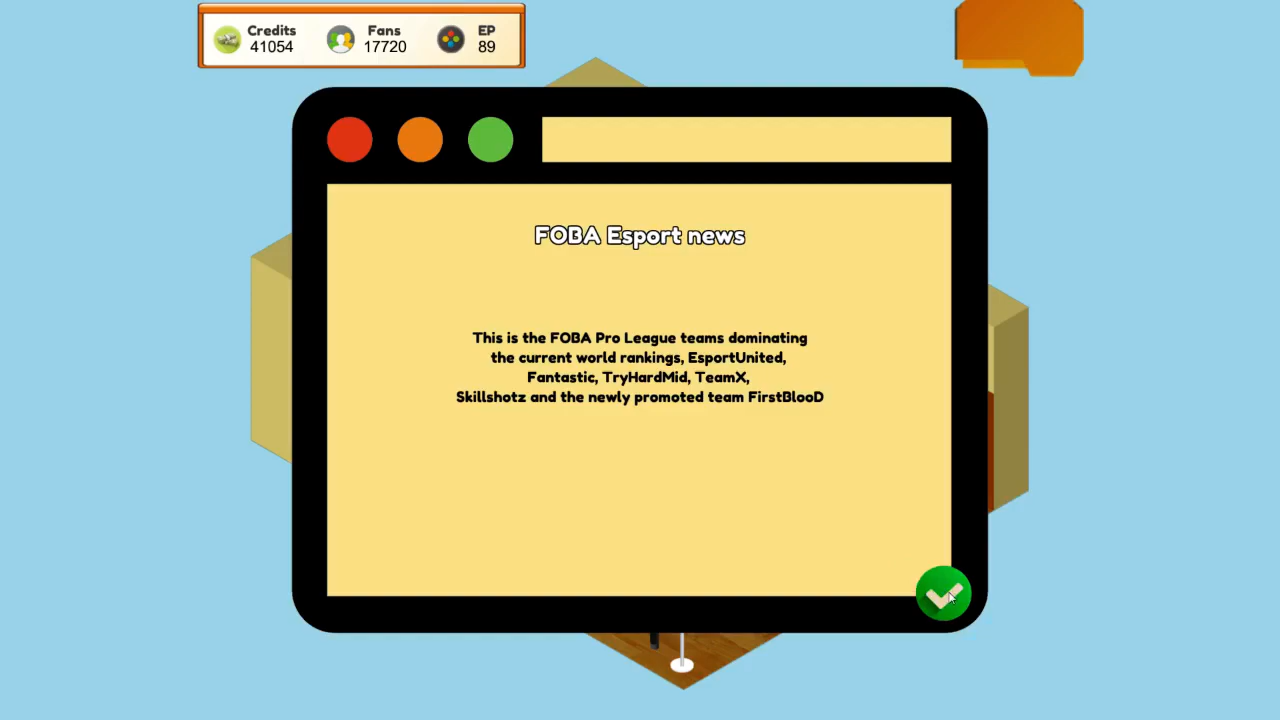 Credits
41054
Fans
17720
EP
89
FOBA Esport news
This is the FOBA Pro League teams dominating
the current world rankings, EsportUnited,
Fantastic, TryHardMid, TeamX,
Skillshotz and the newly promoted team FirstBlooD